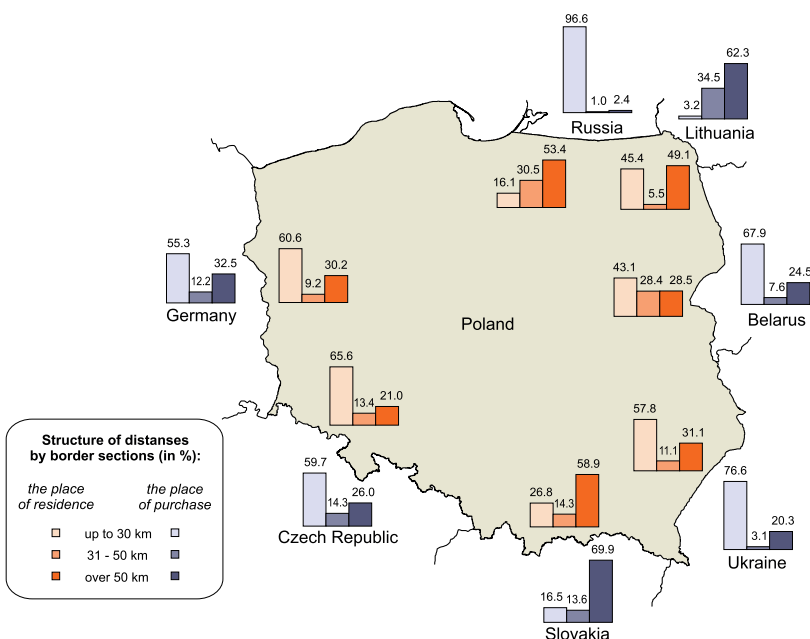 96.6
1.0 2.4
Russia
62.3
34.5
3.2
Lithuania
53.4
30.5
16.1
45.4 49.1
5.5
55.3
12.2 32.5
Germany
60.6
9.2 30.2
67.9
7.6 24.5
Belarus
43.1
28.4 28.5
Poland
65.6
13.4 21.0
57.8
11.1 31.1
59.7
14.3 26.0
Czech Republic
58.9
26.8 14.3
76.6
3.1 20.3
Ukraine
69.9
16.5 13.6
Slovakia
Structure of distanses
by border sections (in %):
the place of residence
the place of purchase
up to 30 km
31 - 50 km
over 50 km